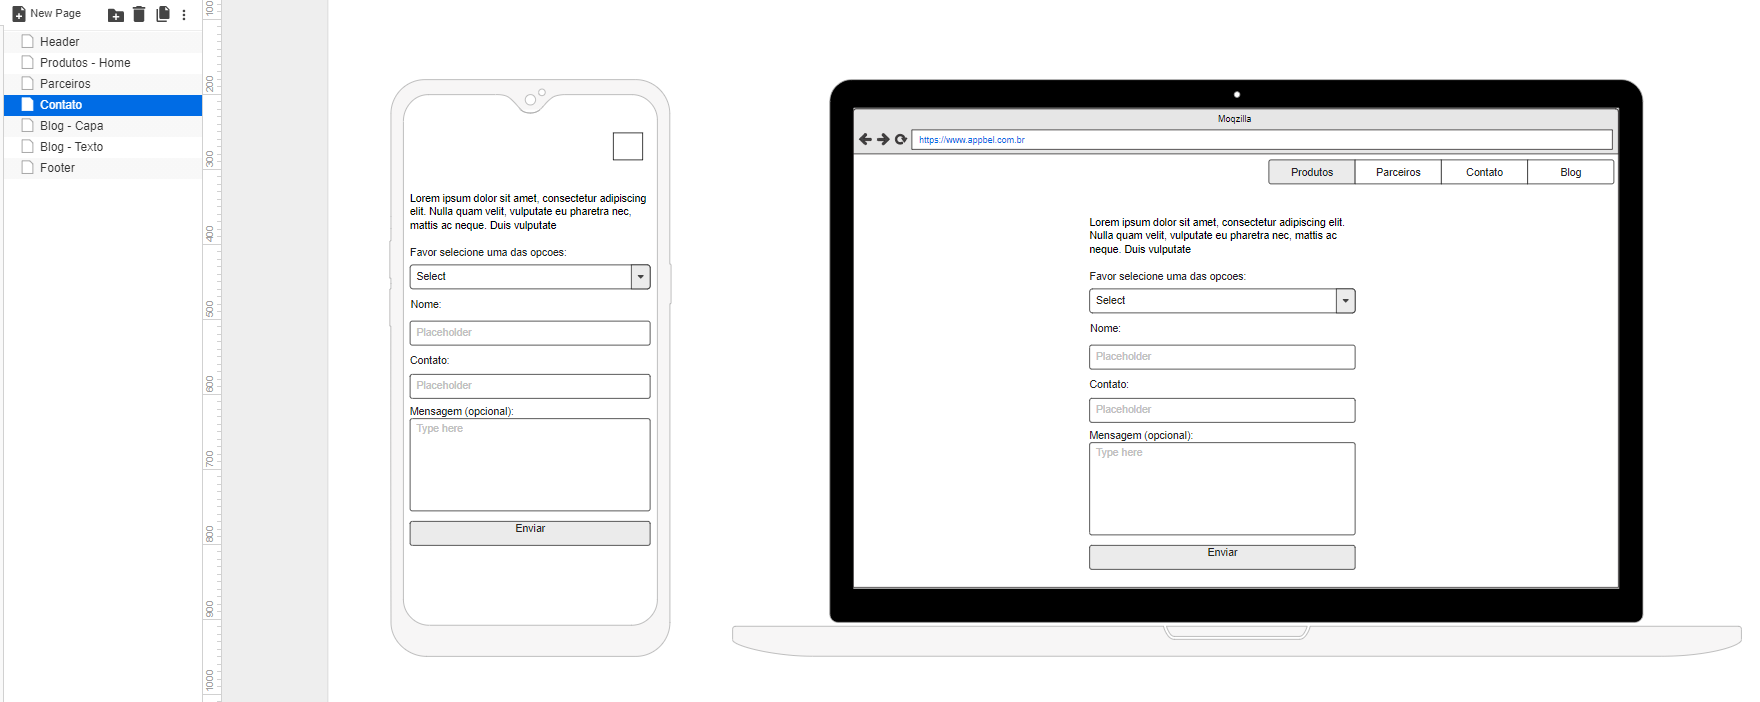 New Page
Header
Produtos - Home
Parceiros
Contato
Blog - Capa
Blog - Texto
Footer
100
200
300
400
500
600
700
800
900
1000
Lorem ipsum dolor sit amet, consectetur adipiscing
elit. Nulla quam velit, vulputate eu pharetra nec,
mattis ac neque. Duis vulputate
Favor selecione uma das opcoes:
Select
Nome:
Placeholder
Contato:
Placeholder
Mensagem (opcional):
Type here
Enviar
Moqzilla
https://www.appbel.com.br
Produtos Parceiros Contato Blog
Lorem ipsum dolor sit amet, consectetur adipiscing elit.
Nulla quam velit, vulputate eu pharetra nec, mattis ac
neque. Duis vulputate
Favor selecione uma das opcoes:
Select
Nome:
Placeholder
Contato:
Placeholder
Mensagem (opcional):
Type here
Enviar